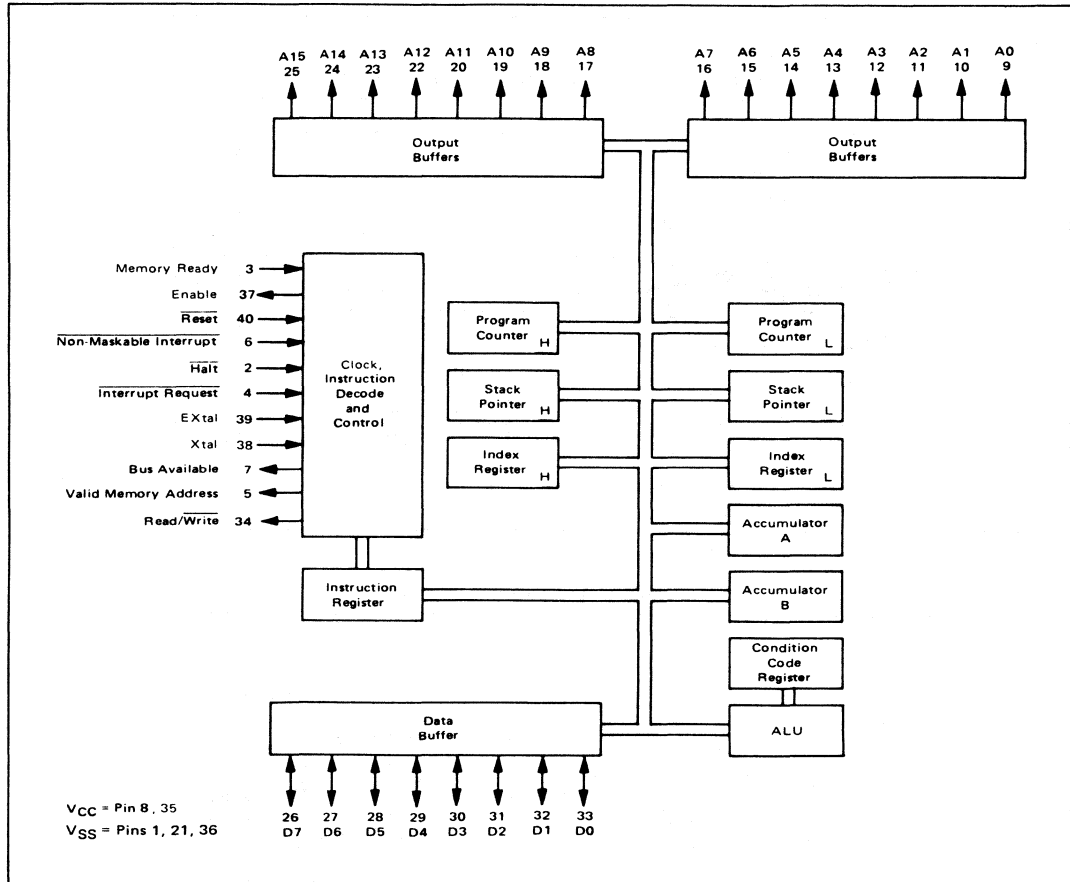 A15 A14 A13 A12 A11 A10 A9 A8 A7 A6 A5 A4 A3 A2 A1 A0
25 24 23 22 20 19 18 17 16 15 14 13 12 11 10 9
Output
Buffers
Output
Buffers
Memory Ready 3
Enable 37
Reset 40
Non-Maskable Interrupt 6
Halt 2
Interrupt Request 4
EXtal 39
Xtal 38
Bus Available 7
Valid Memory Address 5
Read/Write 34
Clock,
Instruction
Decode
and
Control
Program
Counter H
Program
Counter L
Stack
Pointer H
Stack
Pointer L
Index
Register H
Index
Register L
Accumulator
A
Instruction
Register
Accumulator
B
Condition
Code
Register
Data
Buffer
ALU
26 27 28 29 30 31 32 33
D7 D6 D5 D4 D3 D2 D1 D0
VCC = Pin 8, 35
VSS = Pins 1, 21, 36